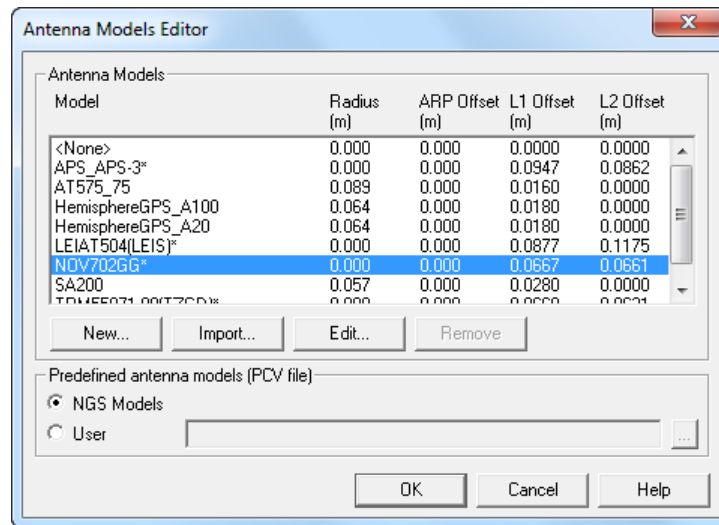 Antenna Models Editor
Antenna Models
Model Radius (m) ARP Offset (m) L1 Offset (m) L2 Offset (m)
<None> 0.000 0.000 0.0000 0.0000
APS_APS-3* 0.000 0.000 0.0947 0.0862
AT575_75 0.089 0.000 0.0160 0.0000
HemisphereGPS_A100 0.064 0.000 0.0180 0.0000
HemisphereGPS_A20 0.064 0.000 0.0180 0.0000
LEIAT504(LEIS)* 0.000 0.000 0.0877 0.1175
NOV702GG* 0.000 0.000 0.0667 0.0661
SA200 0.057 0.000 0.0280 0.0000
New... Import... Edit... Remove
Predefined antenna models (PCV file)
NGS Models
User ...
OK Cancel Help